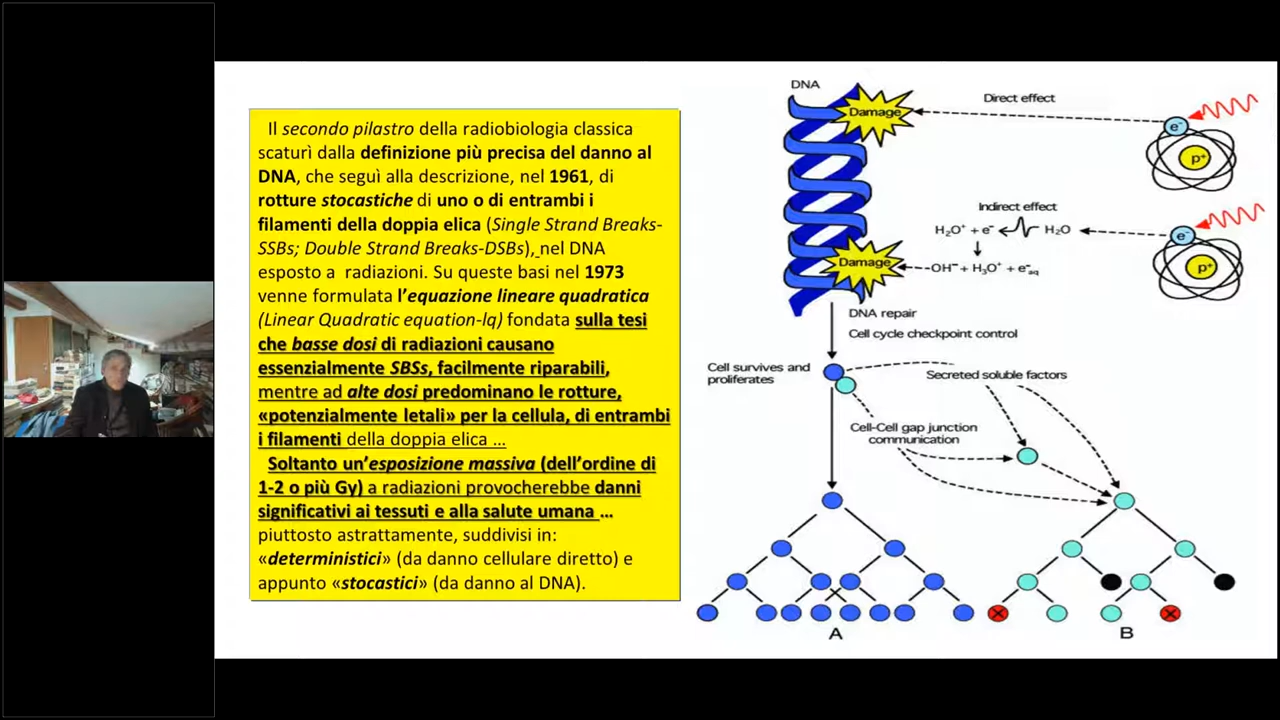 Il secondo pilastro della radiobiologia classica
scaturì dalla definizione più precisa del danno al
DNA, che seguì alla descrizione, nel 1961, di
rotture stocastiche di uno o di entrambi i
filamenti della doppia elica (Single Strand Breaks-
SSBs; Double Strand Breaks-DSBs), nel DNA
esposto a radiazioni. Su queste basi nel 1973
venne formulata l'equazione lineare quadratica
(Linear Quadratic equation-lq) fondata sulla tesi
che basse dosi di radiazioni causano
essenzialmente SBSs, facilmente riparabili,
mentre ad alte dosi predominano le rotture,
«potenzialmente letali» per la cellula, di entrambi
i filamenti della doppia elica ...
Soltanto un'esposizione massiva (dell'ordine di
1-2 o più Gy) a radiazioni provocherebbe danni
significativi ai tessuti e alla salute umana ...
piuttosto astrattamente, suddivisi in:
«deterministici» (da danno cellulare diretto) e
appunto «stocastici» (da danno al DNA).
DNA
Damage
Direct effect
e⁻
p⁺
Indirect effect
H₂O⁺ + e⁻
H₂O
e⁻
p⁺
Damage
OH⁻ + H₃O⁺ + e⁻aq
DNA repair
Cell cycle checkpoint control
Cell survives and
proliferates
Secreted soluble factors
Cell-Cell gap junction
communication
A
B